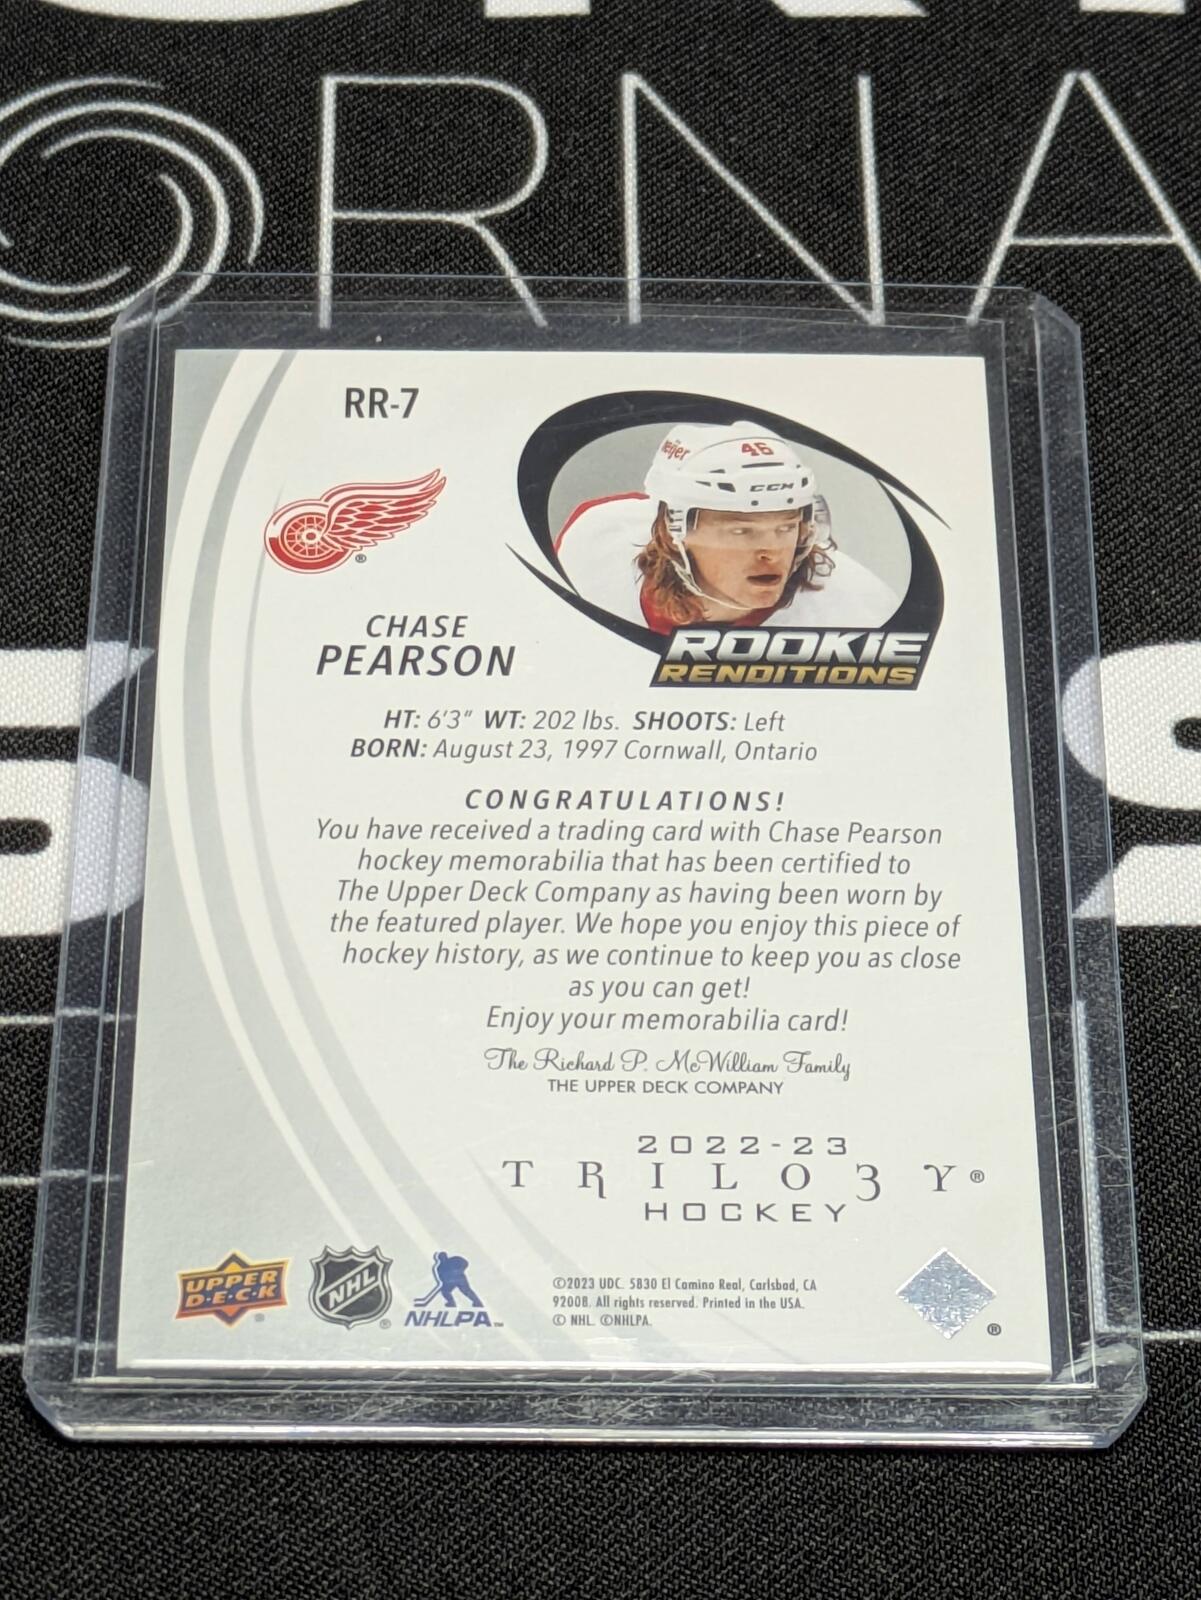 ORNA
RR-7
meijer
46
CCM
CHASE
PEARSON
ROOKIE
RENDITIONS
HT: 6'3" WT: 202 lbs. SHOOTS: Left
BORN: August 23, 1997 Cornwall, Ontario
CONGRATULATIONS!
You have received a trading card with Chase Pearson
hockey memorabilia that has been certified to
The Upper Deck Company as having been worn by
the featured player. We hope you enjoy this piece of
hockey history, as we continue to keep you as close
as you can get!
Enjoy your memorabilia card!
The Richard P. McWilliam Family
THE UPPER DECK COMPANY
2022-23
TRILO3Y®
HOCKEY
UPPER
D·E·C·K
®
NHL
®
NHLPA™
©2023 UDC. 5830 El Camino Real, Carlsbad, CA
92008. All rights reserved. Printed in the USA.
© NHL. ©NHLPA.
®